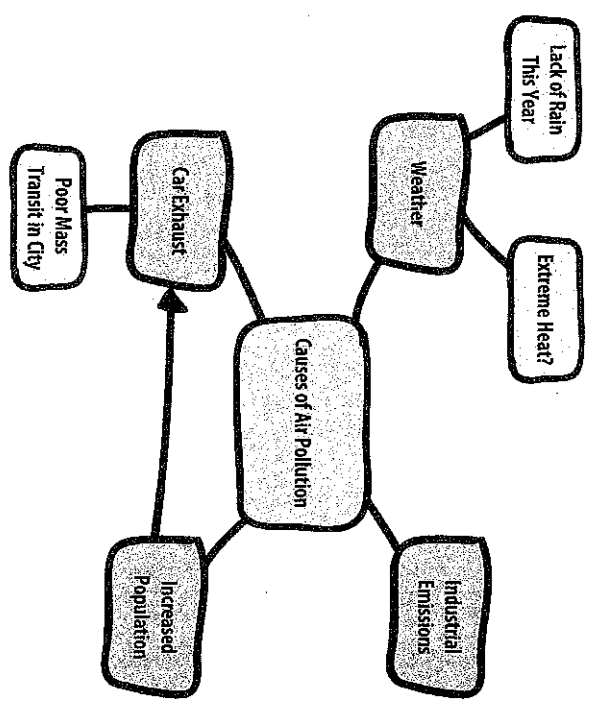 Lack of Rain
This Year
Extreme Heat?
Weather
Industrial
Emissions
Causes of Air Pollution
Car Exhaust
Increased
Population
Poor Mass
Transit in City